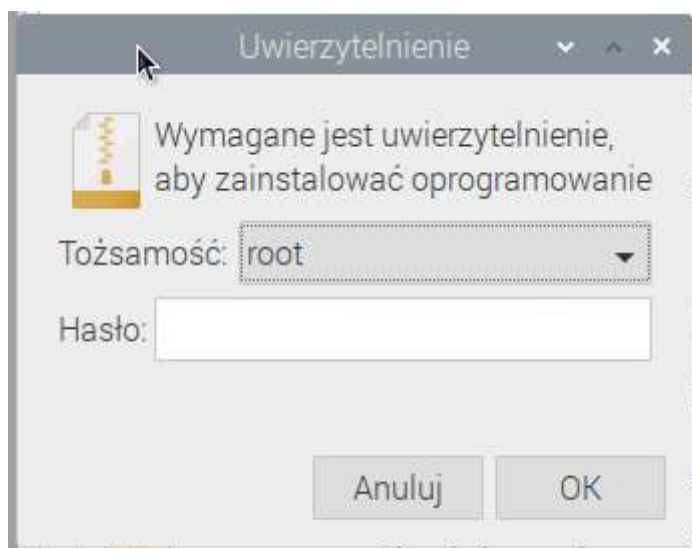 Uwierzytelnienie
Wymagane jest uwierzytelnienie,
aby zainstalować oprogramowanie
Tożsamość: root
Hasło:
Anuluj OK